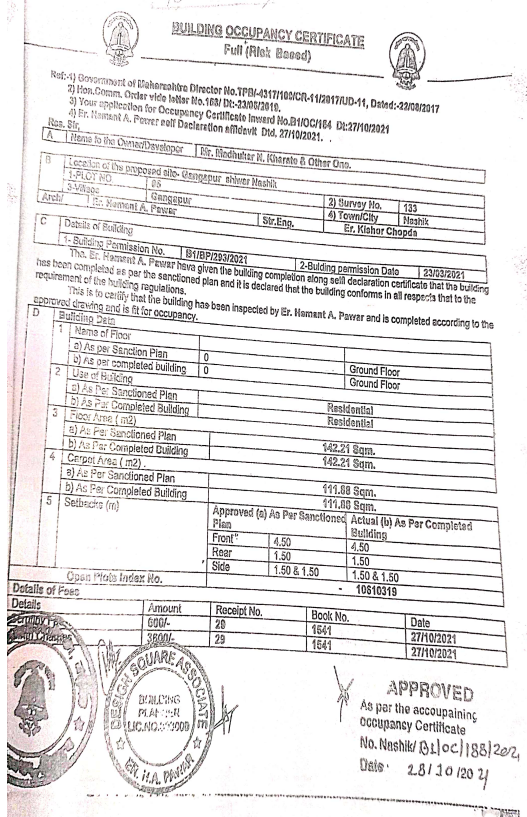 BUILDING OCCUPANCY CERTIFICATE
Full (Risk Based)
Ref:-1) Government of Maharashtra Director No.TPB/-4317/109/CR-11/2017/UD-11, Dated:-22/08/2017
2) Hon.Comm. Order vide letter No.168/ Dt:-23/08/2019.
3) Your application for Occupancy Certificate Inward No.B1/OC/164 Dt:27/10/2021
4) Er. Hemant A. Pawar self Declaration affidavit Dtd. 27/10/2021.
Res. Sir,
A Name to the Owner/Developer Mr. Madhukar N. Kharate & Other One.
B Location of the proposed site- Gangapur shiwar Nashik
1-PLOT NO. 05 2) Survey No. 133
3-Village Gangapur 4) Town/City Nashik
Arch/ Er. Hemant A. Pawar Str.Eng. Er. Kishor Chopda
C Details of Building
1- Building Permission No. B1/BP/293/2021 2-Bulding permission Date 23/03/2021
The. Er. Hemant A. Pawar have given the building completion along self declaration certificate that the building
has been completed as per the sanctioned plan and it is declared that the building conforms in all respects that to the
requirement of the building regulations.
This is to certify that the building has been inspected by Er. Hemant A. Pawar and is completed according to the
approved drawing and is fit for occupancy.
D Building Data
1 Name of Floor
a) As per Sanction Plan 0 Ground Floor
b) As per completed building 0 Ground Floor
2 Use of Building
a) As Per Sanctioned Plan Residential
b) As Per Completed Building Residential
3 Floor Area ( m2)
a) As Per Sanctioned Plan 142.21 Sqm.
b) As Per Completed Building 142.21 Sqm.
4 Carpet Area ( m2) .
a) As Per Sanctioned Plan 111.88 Sqm.
b) As Per Completed Building 111.88 Sqm.
5 Setbacks (m) Approved (a) As Per Sanctioned Plan Actual (b) As Per Completed Building
Front 4.50 4.50
Rear 1.50 1.50
Side 1.50 & 1.50 1.50 & 1.50
Open Plots Index No. - 10610319
Details of Fees
Details Amount Receipt No. Book No. Date
600/- 29 1541 27/10/2021
3600/- 29 1541 27/10/2021
DESIGN SQUARE ASSOCIATE
BUILDING
PLANNER
ER. H.A. PAWAR
APPROVED
As per the accoupaining
occupancy Certificate
No. Nashik/ B1/OC/188/2021
Date - 28/10/2021